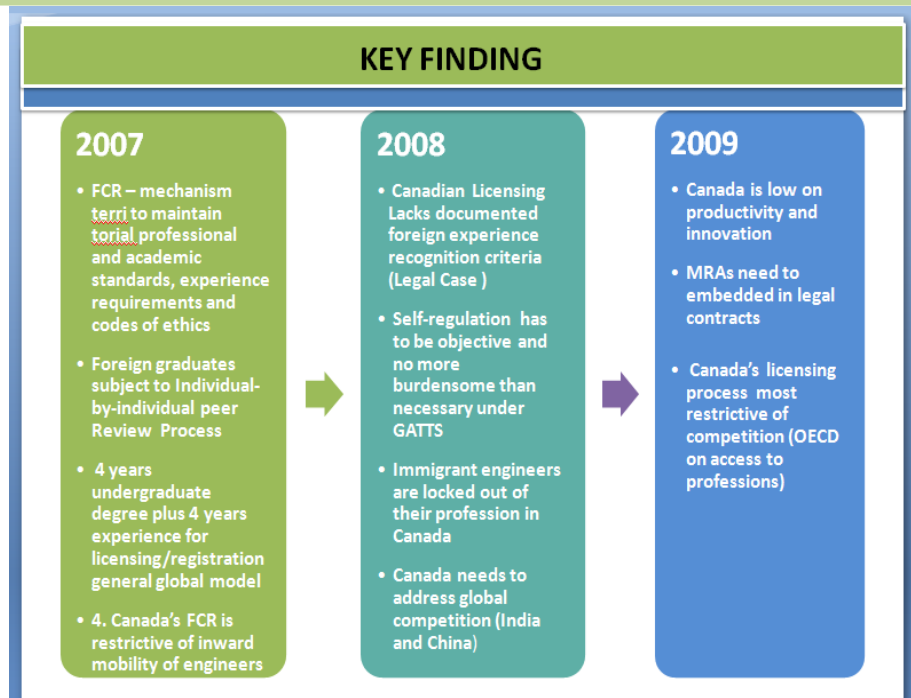 KEY FINDING
2007
• FCR – mechanism
terri to maintain
torial professional
and academic
standards, experience
requirements and
codes of ethics
• Foreign graduates
subject to Individual-
by-individual peer
Review Process
• 4 years
undergraduate
degree plus 4 years
experience for
licensing/registration
general global model
• 4. Canada's FCR is
restrictive of inward
mobility of engineers
2008
• Canadian Licensing
Lacks documented
foreign experience
recognition criteria
(Legal Case )
• Self-regulation has
to be objective and
no more
burdensome than
necessary under
GATTS
• Immigrant engineers
are locked out of
their profession in
Canada
• Canada needs to
address global
competition (India
and China)
2009
• Canada is low on
productivity and
innovation
• MRAs need to
embedded in legal
contracts
• Canada's licensing
process most
restrictive of
competition (OECD
on access to
professions)